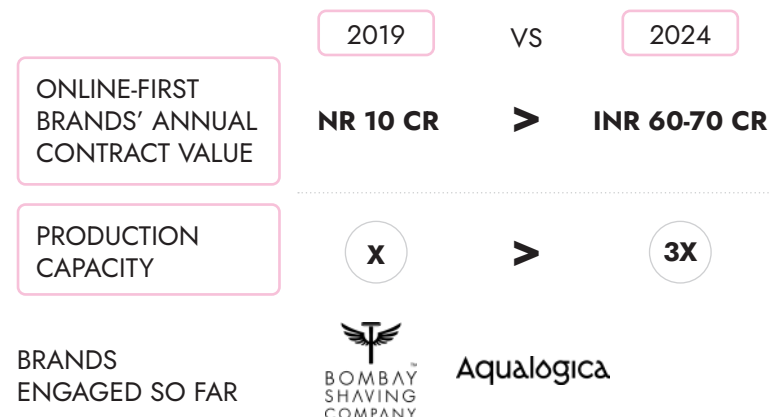 2019 VS 2024
ONLINE-FIRST
BRANDS’ ANNUAL
CONTRACT VALUE
NR 10 CR > INR 60-70 CR
PRODUCTION
CAPACITY
X > 3X
BRANDS
ENGAGED SO FAR
BOMBAY
SHAVING
COMPANY
™
Aqualogica